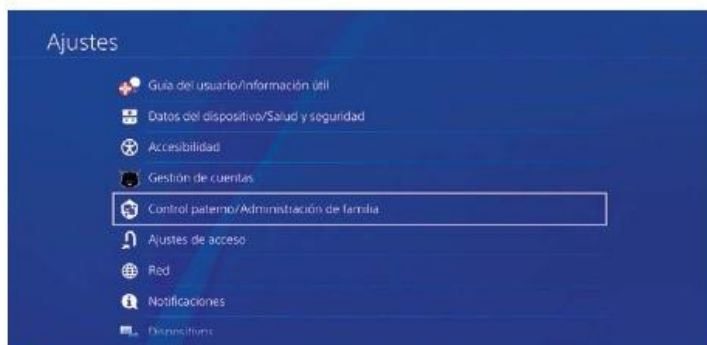 Ajustes
Guía del usuario/Información útil
Datos del dispositivo/Salud y seguridad
Accesibilidad
Gestión de cuentas
Control paterno/Administración de familia
Ajustes de acceso
Red
Notificaciones
Dispositivos